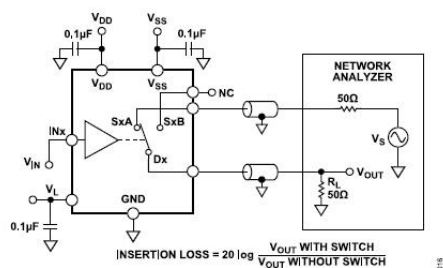 VDD
VSS
0.1µF
0.1µF
VDD
VSS
NC
SxA
SxB
INx
Dx
VIN
VL
GND
0.1µF
NETWORK
ANALYZER
50Ω
VS
VOUT
RL
50Ω
INSERTION LOSS = 20 log
VOUT WITH SWITCH
VOUT WITHOUT SWITCH